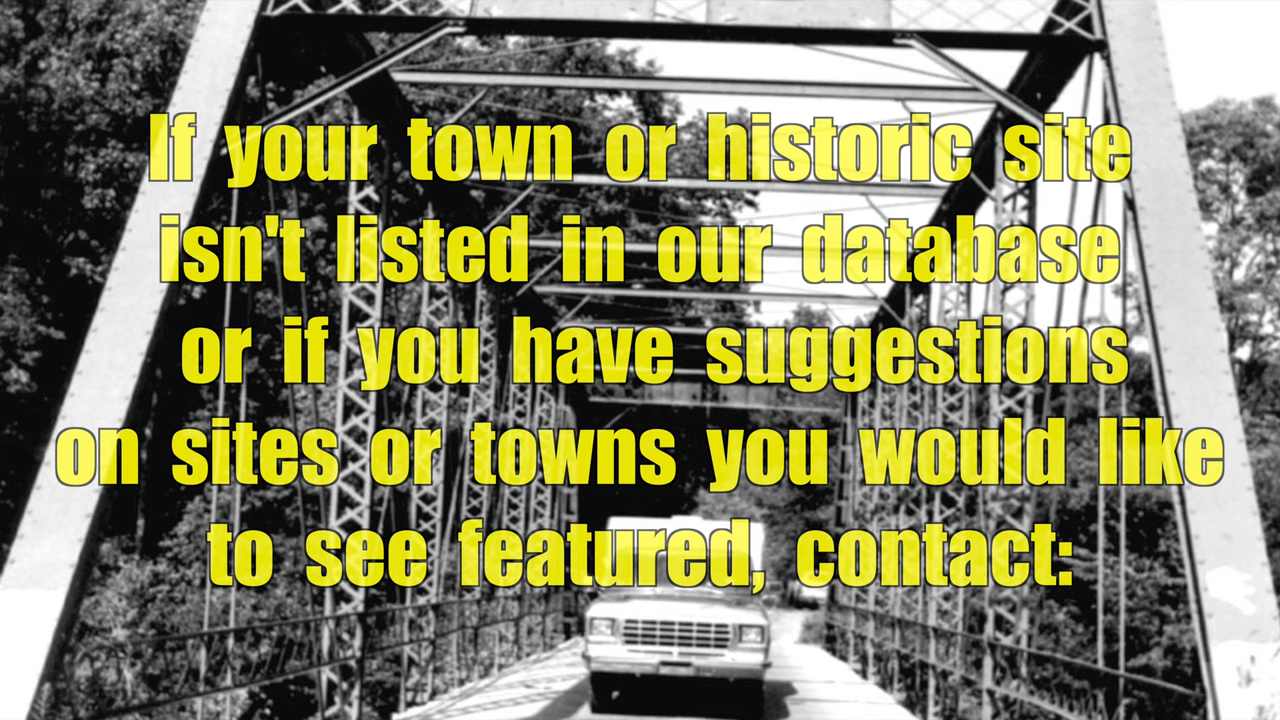 If your town or historic site
isn't listed in our database
or if you have suggestions
on sites or towns you would like
to see featured, contact: